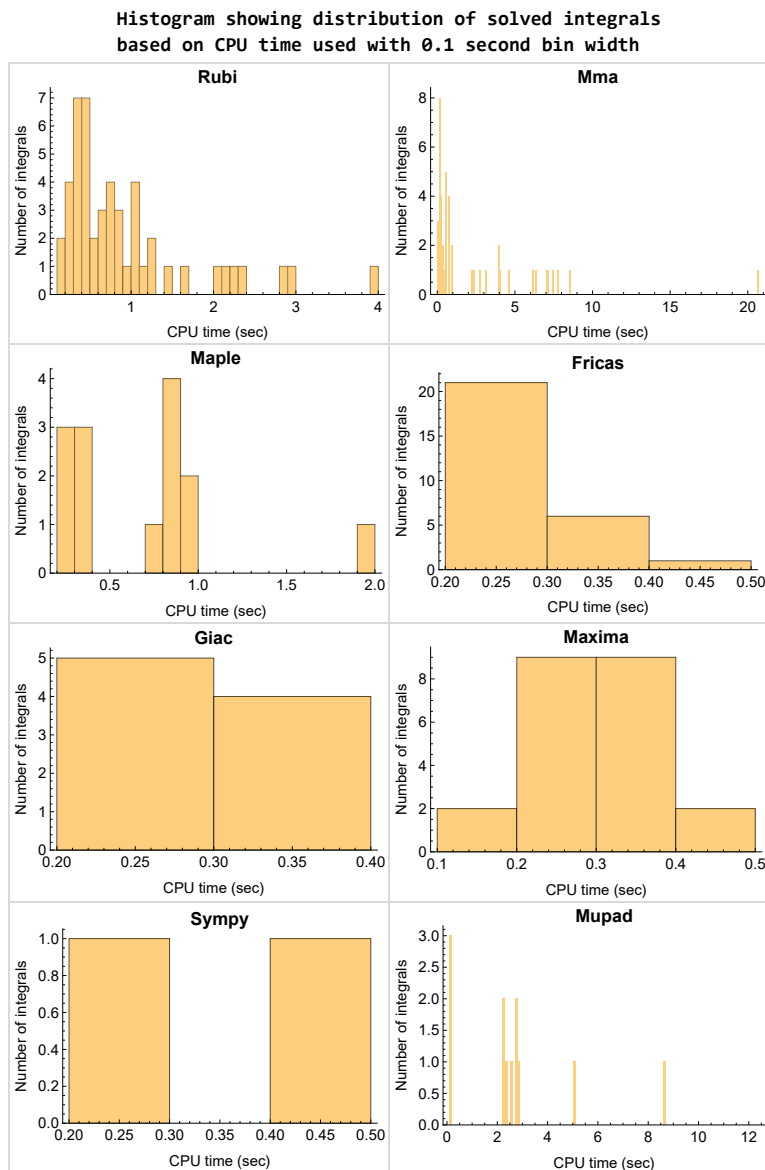 Histogram showing distribution of solved integrals
based on CPU time used with 0.1 second bin width
Rubi
Number of integrals
7
6
5
4
3
2
1
0
1 2 3 4
CPU time (sec)
Mma
Number of integrals
8
6
4
2
0
0 5 10 15 20
CPU time (sec)
Maple
Number of integrals
4
3
2
1
0
0.5 1.0 1.5 2.0
CPU time (sec)
Fricas
Number of integrals
20
15
10
5
0
0.20 0.25 0.30 0.35 0.40 0.45 0.50
CPU time (sec)
Giac
Number of integrals
5
4
3
2
1
0
0.20 0.25 0.30 0.35 0.40
CPU time (sec)
Maxima
Number of integrals
8
6
4
2
0
0.1 0.2 0.3 0.4 0.5
CPU time (sec)
Sympy
Number of integrals
1.0
0.8
0.6
0.4
0.2
0.0
0.20 0.25 0.30 0.35 0.40 0.45 0.50
CPU time (sec)
Mupad
Number of integrals
3.0
2.5
2.0
1.5
1.0
0.5
0.0
0 2 4 6 8 10 12
CPU time (sec)